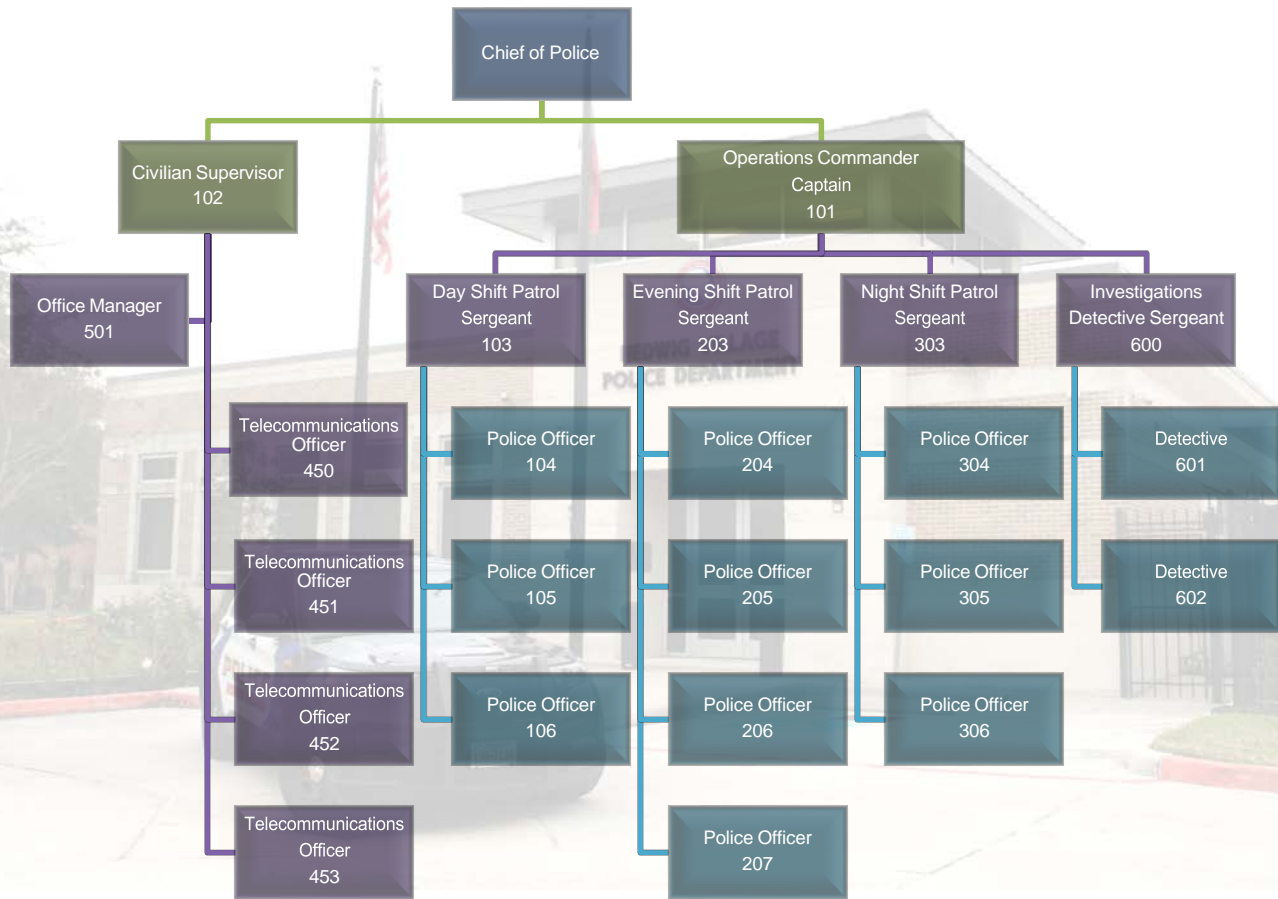 Chief of Police
Civilian Supervisor
102
Operations Commander
Captain
101
Office Manager
501
Day Shift Patrol
Sergeant
103
Evening Shift Patrol
Sergeant
203
Night Shift Patrol
Sergeant
303
Investigations
Detective Sergeant
600
POLICE DEPARTMENT
Telecommunications
Officer
450
Police Officer
104
Police Officer
204
Police Officer
304
Detective
601
Telecommunications
Officer
451
Police Officer
105
Police Officer
205
Police Officer
305
Detective
602
Telecommunications
Officer
452
Police Officer
106
Police Officer
206
Police Officer
306
Telecommunications
Officer
453
Police Officer
207